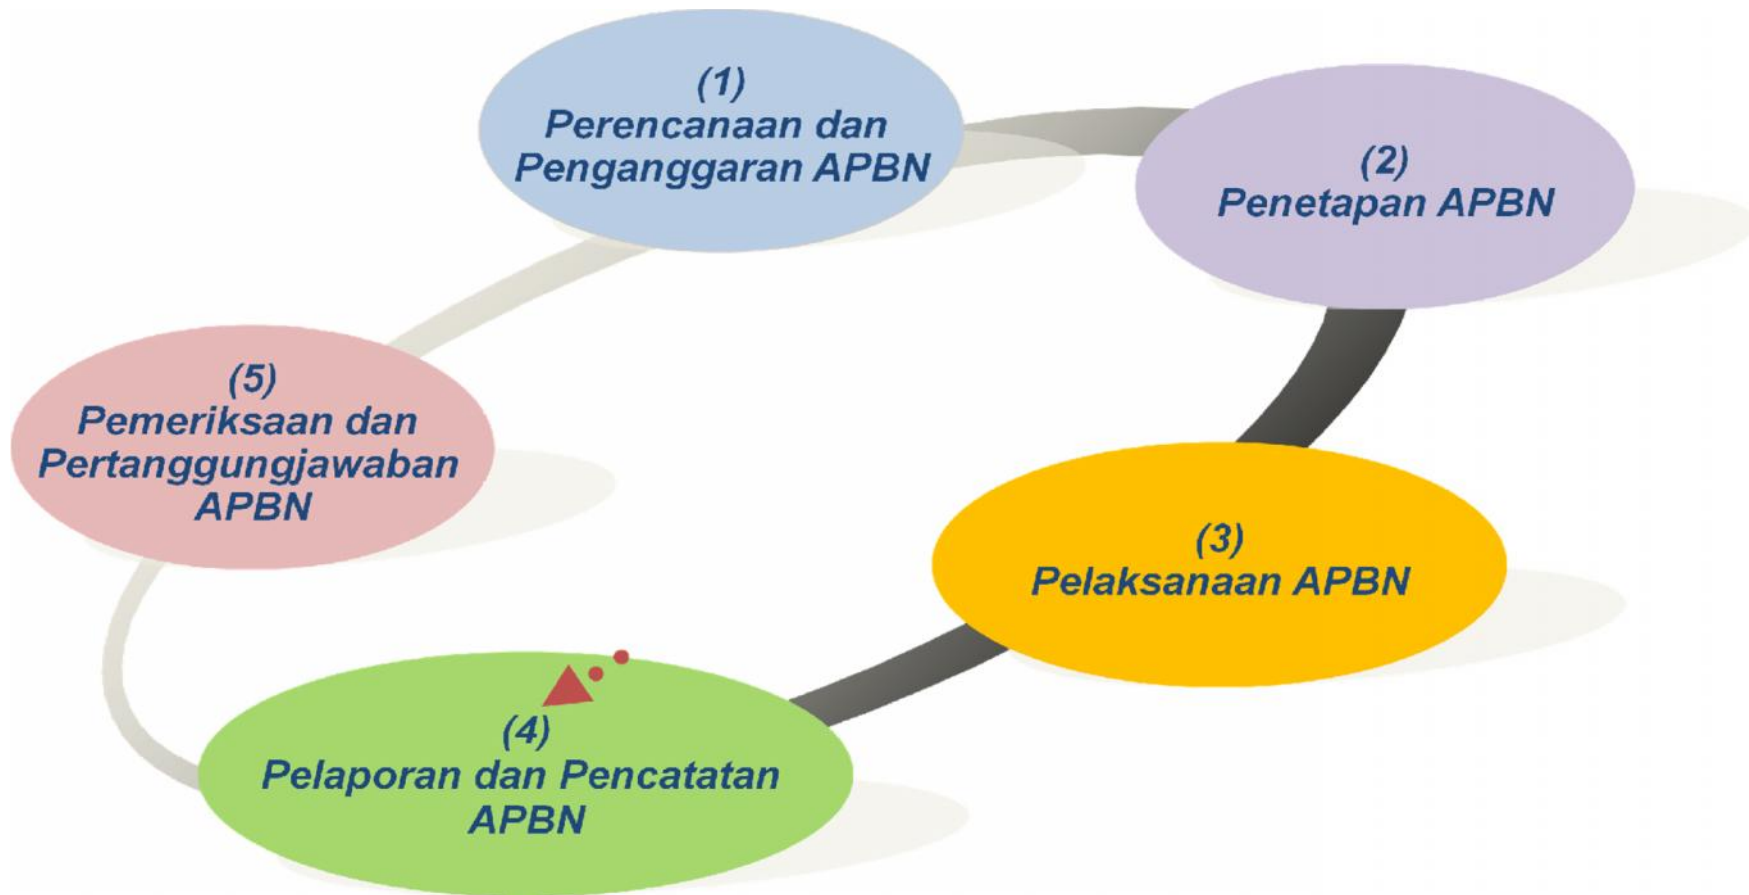 (1)
Perencanaan dan
Penganggaran APBN
(2)
Penetapan APBN
(3)
Pelaksanaan APBN
(4)
Pelaporan dan Pencatatan
APBN
(5)
Pemeriksaan dan
Pertanggungjawaban
APBN